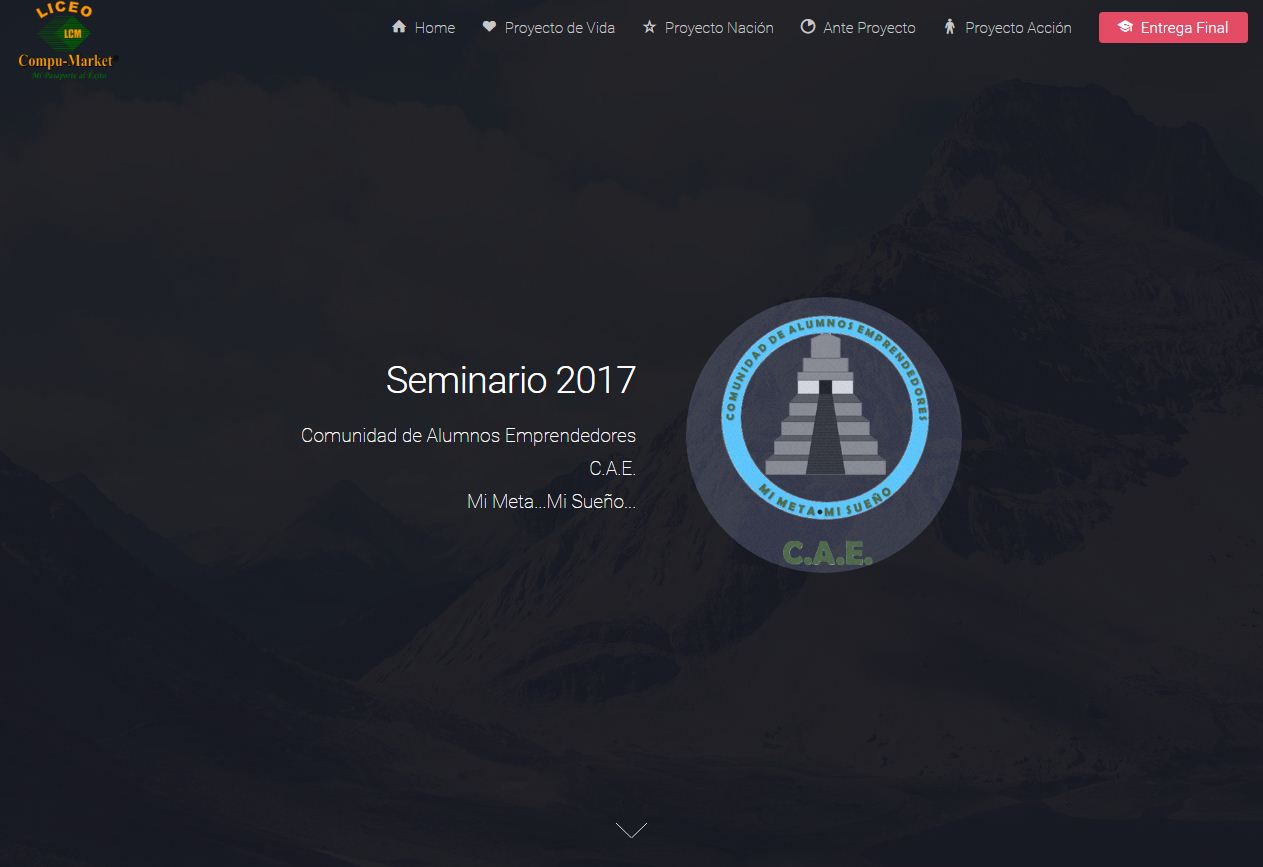 LICEO
LCM
Compu-Market
Mi Pasaporte al Éxito
Home
Proyecto de Vida
Proyecto Nación
Ante Proyecto
Proyecto Acción
Entrega Final
Seminario 2017
Comunidad de Alumnos Emprendedores
C.A.E.
Mi Meta...Mi Sueño...
COMUNIDAD DE ALUMNOS EMPRENDEDORES
MI META•MI SUEÑO
C.A.E.